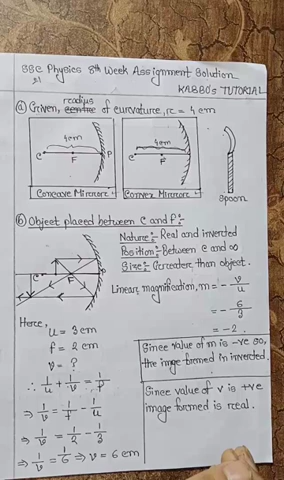 SSC Physics 8th Week Assignment Solution
KABBO's TUTORIAL
ⓐ Given, radius of curvature, rc = 4 cm
4cm
C F P
4cm
C F
Concave Mirror
Convex Mirror
Spoon
ⓑ Object placed between C and F:-
Nature:- Real and inverted
Position:- Between C and ∞
Size:- Greater than object.
C F P
Linear magnification, m = - v/u
= - 6/3
= -2.
Here,
u = 3 cm
f = 2 cm
v = ?
∴ 1/u + 1/v = 1/f
⇒ 1/v = 1/f - 1/u
⇒ 1/v = 1/2 - 1/3
⇒ 1/v = 1/6 ⇒ v = 6 cm
Since value of m is -ve so,
the image formed in inverted.
Since value of v is +ve
image formed is real.